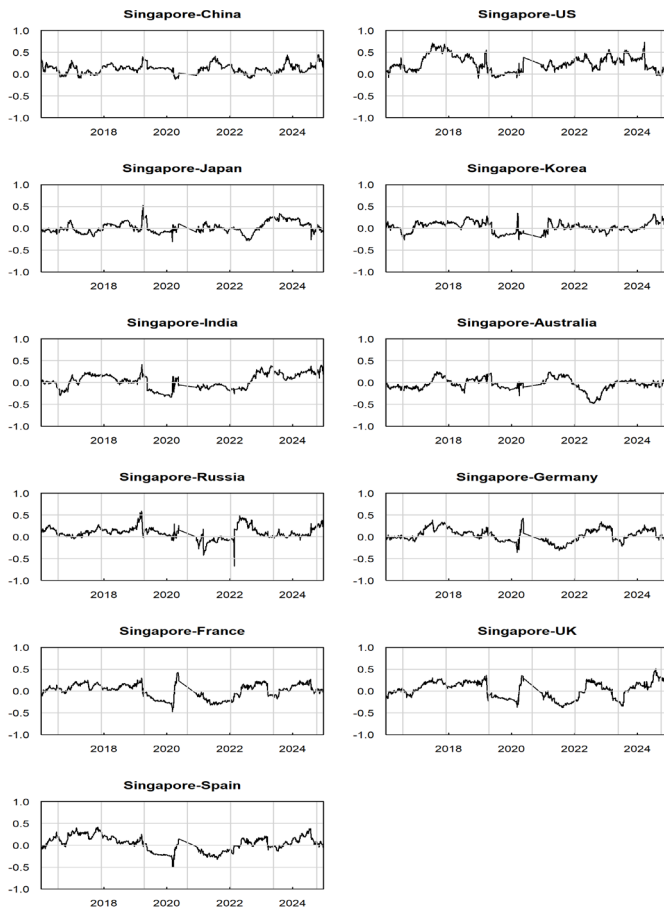 Singapore-China
1.0
0.5
0.0
-0.5
-1.0
2018 2020 2022 2024
Singapore-US
1.0
0.5
0.0
-0.5
-1.0
2018 2020 2022 2024
Singapore-Japan
1.0
0.5
0.0
-0.5
-1.0
2018 2020 2022 2024
Singapore-Korea
1.0
0.5
0.0
-0.5
-1.0
2018 2020 2022 2024
Singapore-India
1.0
0.5
0.0
-0.5
-1.0
2018 2020 2022 2024
Singapore-Australia
1.0
0.5
0.0
-0.5
-1.0
2018 2020 2022 2024
Singapore-Russia
1.0
0.5
0.0
-0.5
-1.0
2018 2020 2022 2024
Singapore-Germany
1.0
0.5
0.0
-0.5
-1.0
2018 2020 2022 2024
Singapore-France
1.0
0.5
0.0
-0.5
-1.0
2018 2020 2022 2024
Singapore-UK
1.0
0.5
0.0
-0.5
-1.0
2018 2020 2022 2024
Singapore-Spain
1.0
0.5
0.0
-0.5
-1.0
2018 2020 2022 2024